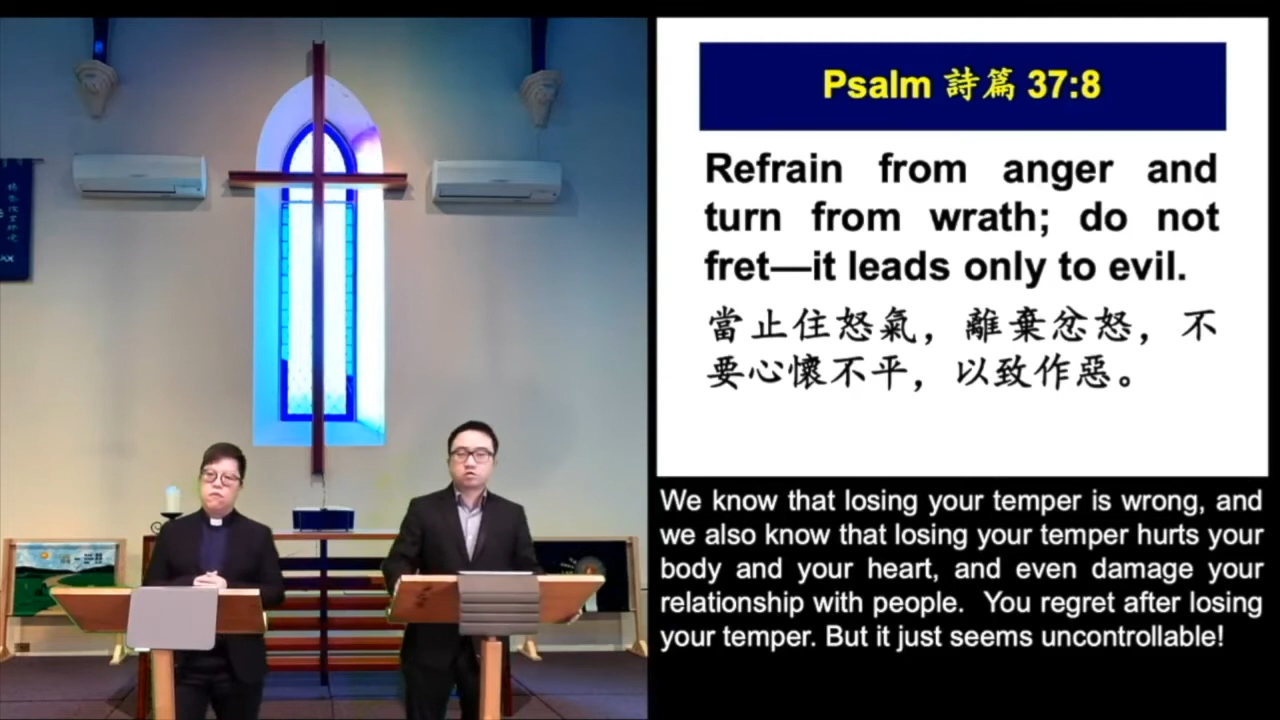 Psalm 詩篇 37:8
Refrain from anger and
turn from wrath; do not
fret—it leads only to evil.
當止住怒氣，離棄忿怒，不
要心懷不平，以致作惡。
We know that losing your temper is wrong, and
we also know that losing your temper hurts your
body and your heart, and even damage your
relationship with people. You regret after losing
your temper. But it just seems uncontrollable!